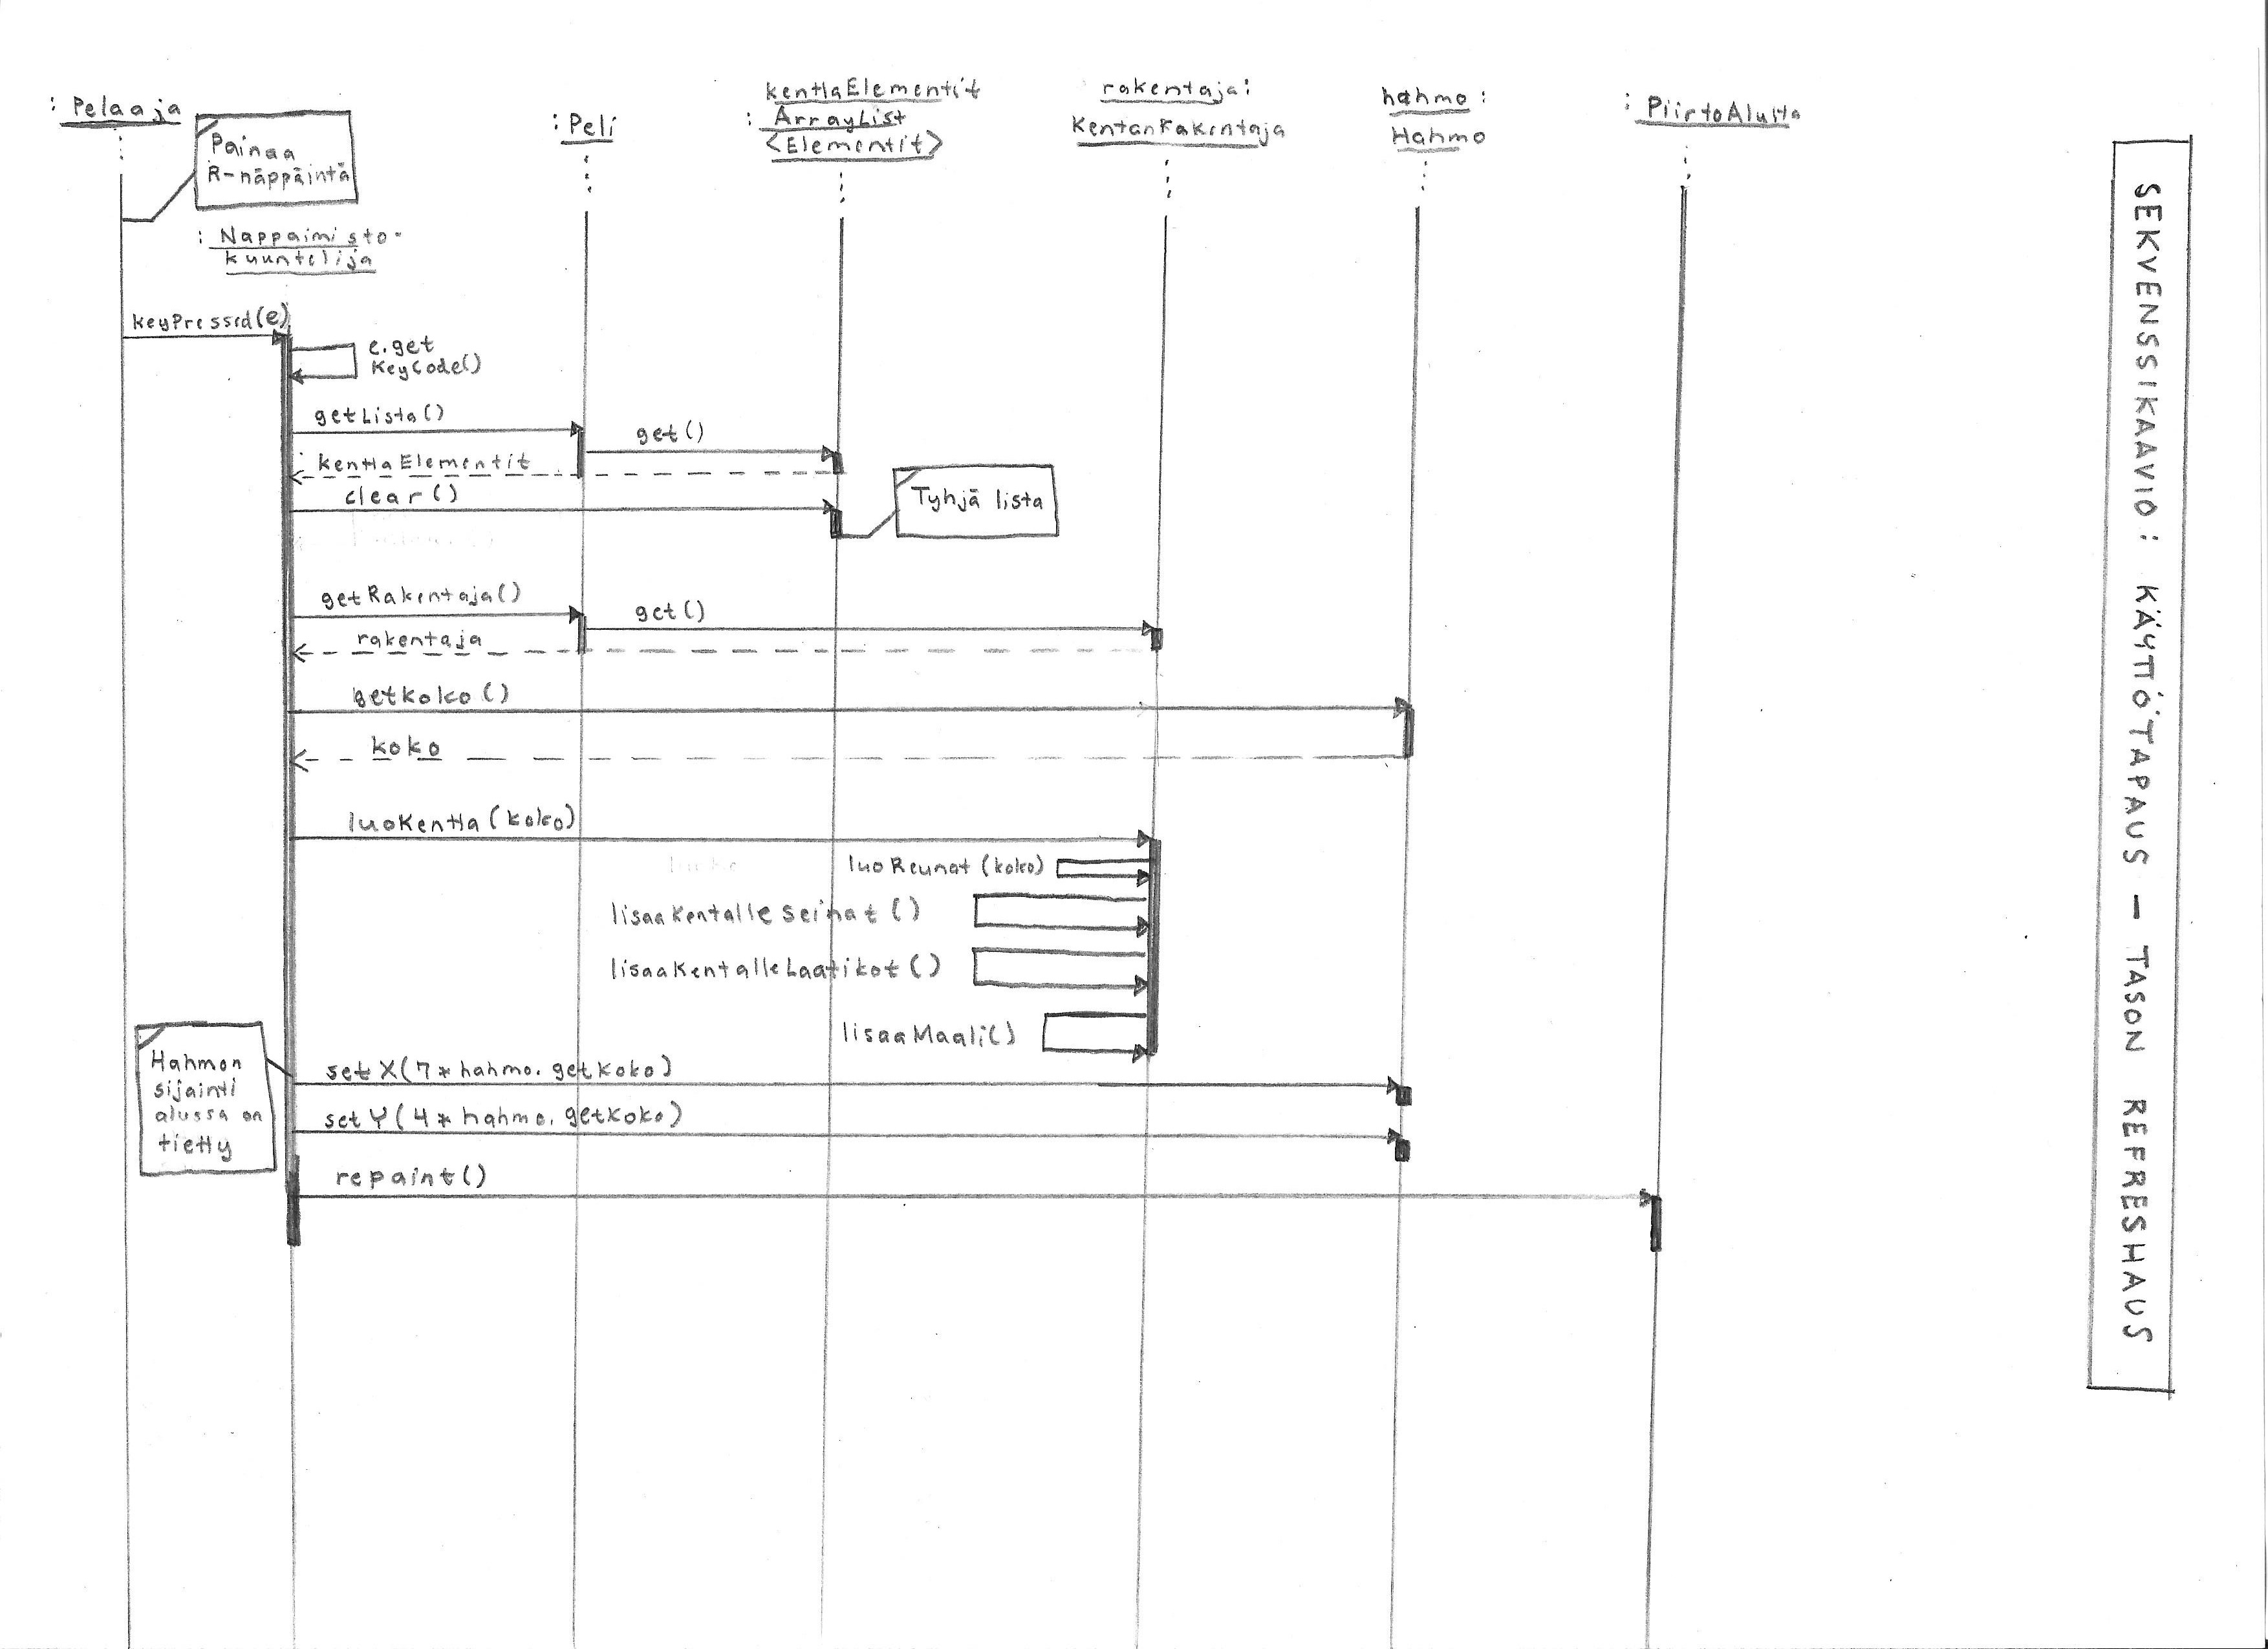 : Pelaaja
Painaa
R-näppäintä
: Nappaimisto-
kuuntelija
: Peli
kenttaElementit
: ArrayList
<Elementit>
rakentaja:
KentanRakentaja
hahmo:
Hahmo
: PiirtoAlusta
keyPressed(e)
e.get
KeyCode()
getLista()
get()
kenttaElementit
clear()
Tyhjä lista
getRakentaja()
get()
rakentaja
getKoko()
koko
luoKentta(koko)
luoReunat(koko)
lisaaKentalleSeinat()
lisaaKentalleLaatikot()
lisaaMaali()
Hahmon
sijainti
alussa on
tietty
setX(7*hahmo.getKoko)
setY(4*hahmo.getKoko)
repaint()
SEKVENSSIKAAVIO: KÄYTTÖTAPAUS - TASON REFRESHAUS